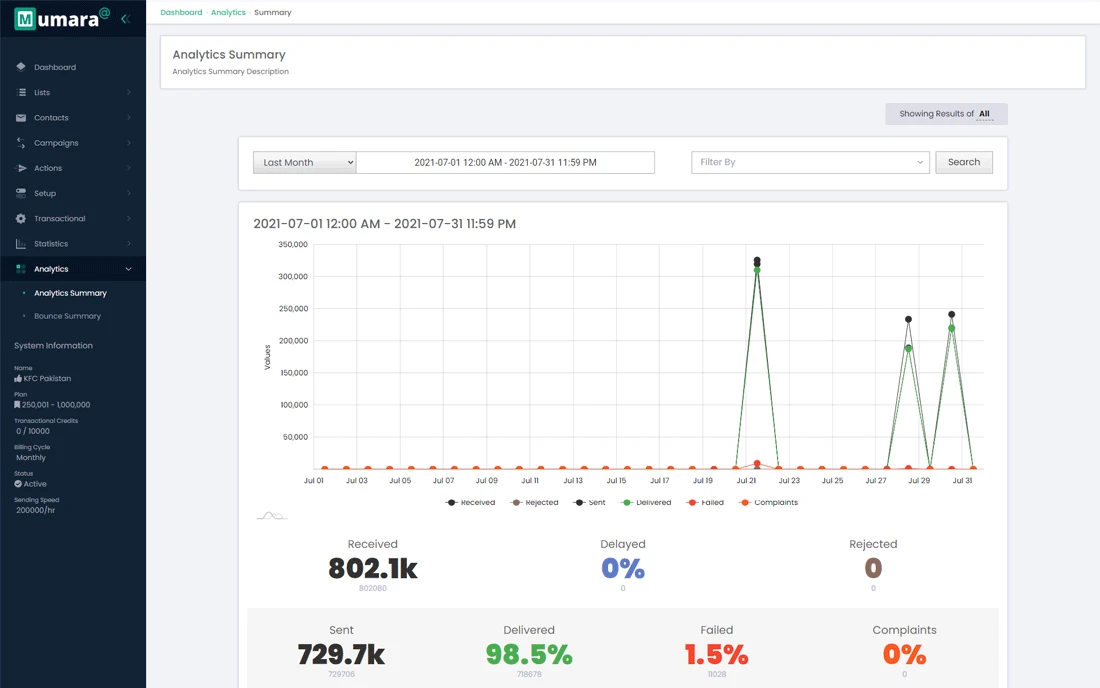 Mumara@
Dashboard · Analytics · Summary
Dashboard
Lists
Contacts
Campaigns
Actions
Setup
Transactional
Statistics
Analytics
Analytics Summary
Bounce Summary
System Information
Name
KFC Pakistan
Plan
250,001 - 1,000,000
Transactional Credits
0 / 10000
Billing Cycle
Monthly
Status
Active
Sending Speed
200000/hr
Analytics Summary
Analytics Summary Description
Showing Results of All
Last Month 2021-07-01 12:00 AM - 2021-07-31 11:59 PM Filter By Search
2021-07-01 12:00 AM - 2021-07-31 11:59 PM
350,000
300,000
250,000
200,000
150,000
100,000
50,000
Values
Jul 01 Jul 03 Jul 05 Jul 07 Jul 09 Jul 11 Jul 13 Jul 15 Jul 17 Jul 19 Jul 21 Jul 23 Jul 25 Jul 27 Jul 29 Jul 31
Received Rejected Sent Delivered Failed Complaints
Received Delayed Rejected
802.1k 0% 0
802080 0 0
Sent Delivered Failed Complaints
729.7k 98.5% 1.5% 0%
729706 718678 11028 0